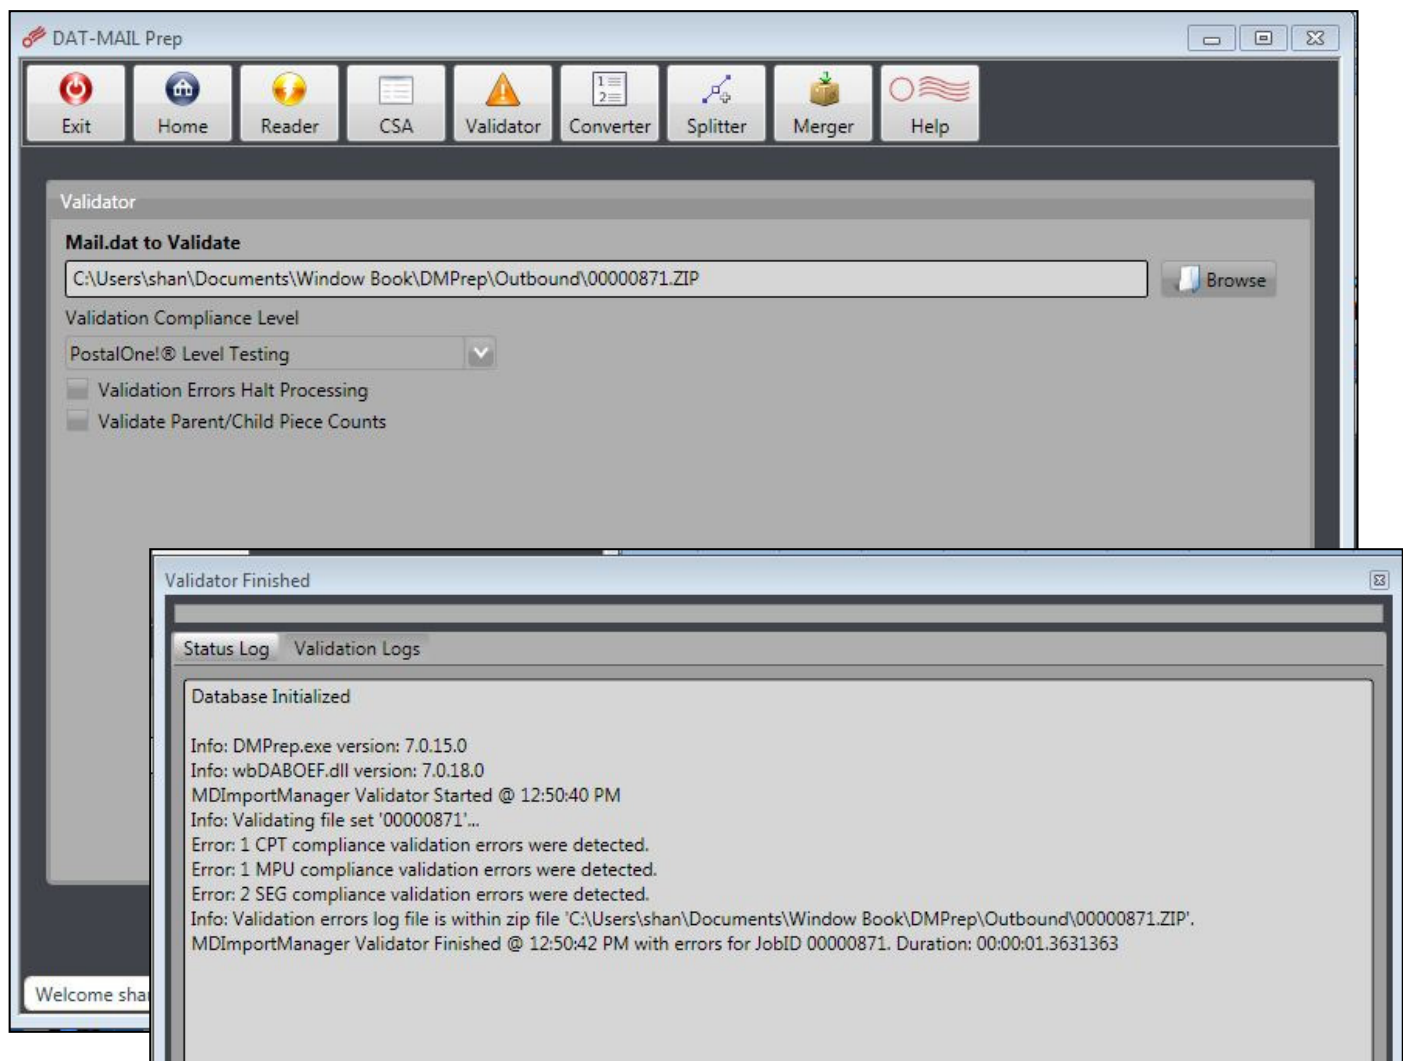 DAT-MAIL Prep
Exit Home Reader CSA Validator Converter Splitter Merger Help
Validator
Mail.dat to Validate
C:\Users\shan\Documents\Window Book\DMPrep\Outbound\00000871.ZIP Browse
Validation Compliance Level
PostalOne!® Level Testing
Validation Errors Halt Processing
Validate Parent/Child Piece Counts
Validator Finished
Status Log Validation Logs
Database Initialized
Info: DMPrep.exe version: 7.0.15.0
Info: wbDABOEF.dll version: 7.0.18.0
MDImportManager Validator Started @ 12:50:40 PM
Info: Validating file set '00000871'...
Error: 1 CPT compliance validation errors were detected.
Error: 1 MPU compliance validation errors were detected.
Error: 2 SEG compliance validation errors were detected.
Info: Validation errors log file is within zip file 'C:\Users\shan\Documents\Window Book\DMPrep\Outbound\00000871.ZIP'.
MDImportManager Validator Finished @ 12:50:42 PM with errors for JobID 00000871. Duration: 00:00:01.3631363
Welcome shan